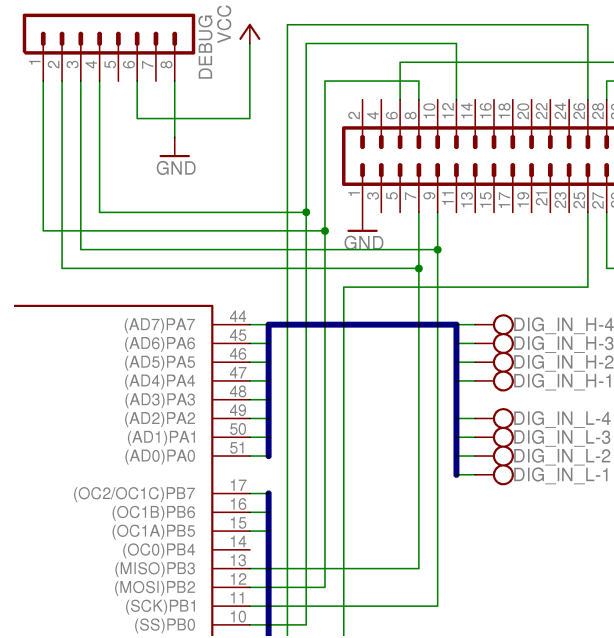 DEBUG
VCC
1 2 3 4 5 6 7 8
GND
2 4 6 8 10 12 14 16 18 20 22 24 26 28
1 3 5 7 9 11 13 15 17 19 21 23 25 27
GND
(AD7)PA7 44
(AD6)PA6 45
(AD5)PA5 46
(AD4)PA4 47
(AD3)PA3 48
(AD2)PA2 49
(AD1)PA1 50
(AD0)PA0 51
DIG_IN_H-4
DIG_IN_H-3
DIG_IN_H-2
DIG_IN_H-1
DIG_IN_L-4
DIG_IN_L-3
DIG_IN_L-2
DIG_IN_L-1
(OC2/OC1C)PB7 17
(OC1B)PB6 16
(OC1A)PB5 15
(OC0)PB4 14
(MISO)PB3 13
(MOSI)PB2 12
(SCK)PB1 11
(SS)PB0 10